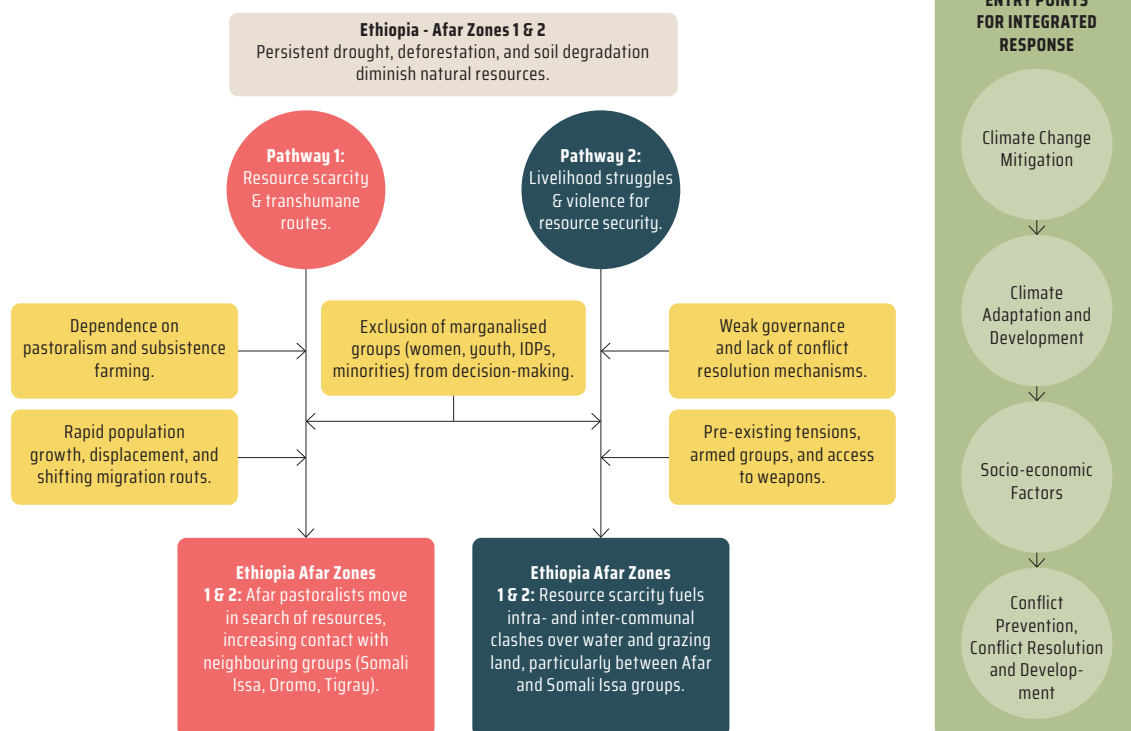 Ethiopia - Afar Zones 1 & 2
Persistent drought, deforestation, and soil degradation
diminish natural resources.
Pathway 1:
Resource scarcity
& transhumane
routes.
Pathway 2:
Livelihood struggles
& violence for
resource security.
Dependence on
pastoralism and subsistence
farming.
Exclusion of marganalised
groups (women, youth, IDPs,
minorities) from decision-making.
Weak governance
and lack of conflict
resolution mechanisms.
Rapid population
growth, displacement, and
shifting migration routs.
Pre-existing tensions,
armed groups, and access
to weapons.
Ethiopia Afar Zones
1 & 2: Afar pastoralists move
in search of resources,
increasing contact with
neighbouring groups (Somali
Issa, Oromo, Tigray).
Ethiopia Afar Zones
1 & 2: Resource scarcity fuels
intra- and inter-communal
clashes over water and grazing
land, particularly between Afar
and Somali Issa groups.
ENTRY POINTS
FOR INTEGRATED
RESPONSE
Climate Change
Mitigation
Climate
Adaptation and
Development
Socio-economic
Factors
Conflict
Prevention,
Conflict Resolution
and Develop-
ment